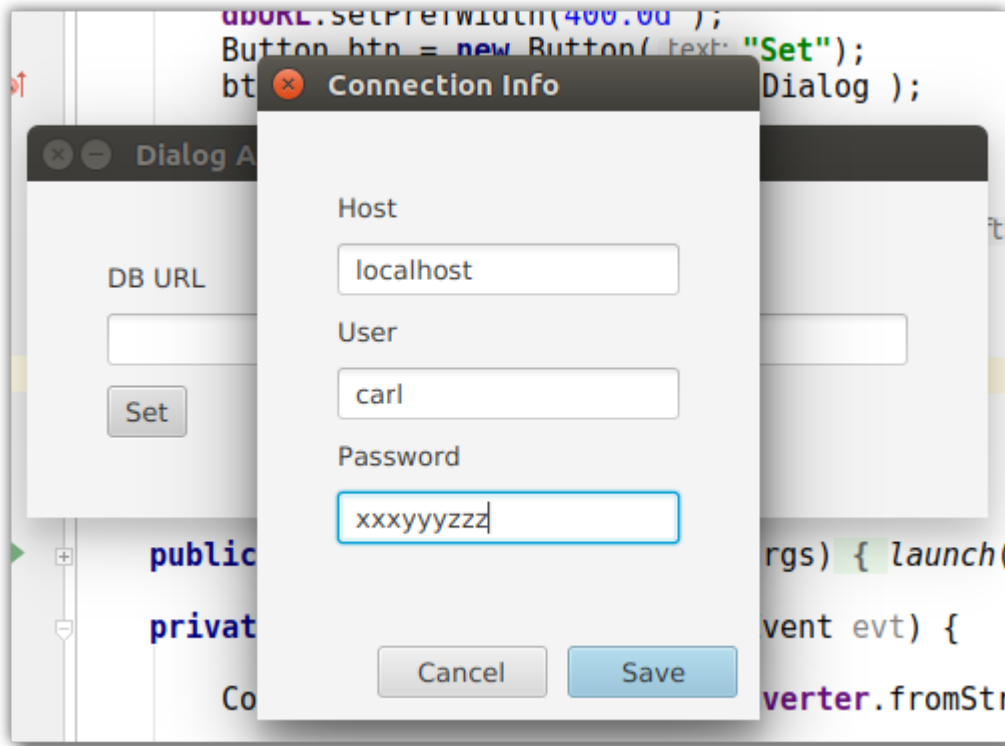 dbURL.setPrefWidth(400.0d );
Button btn = new Button( text: "Set");
bt
Dialog );
Connection Info
Dialog A
Host
localhost
DB URL
User
carl
Set
Password
xxxyyyzzz
public
rgs) { launch(
privat
vent evt) {
Cancel
Save
Co
verter.fromStr